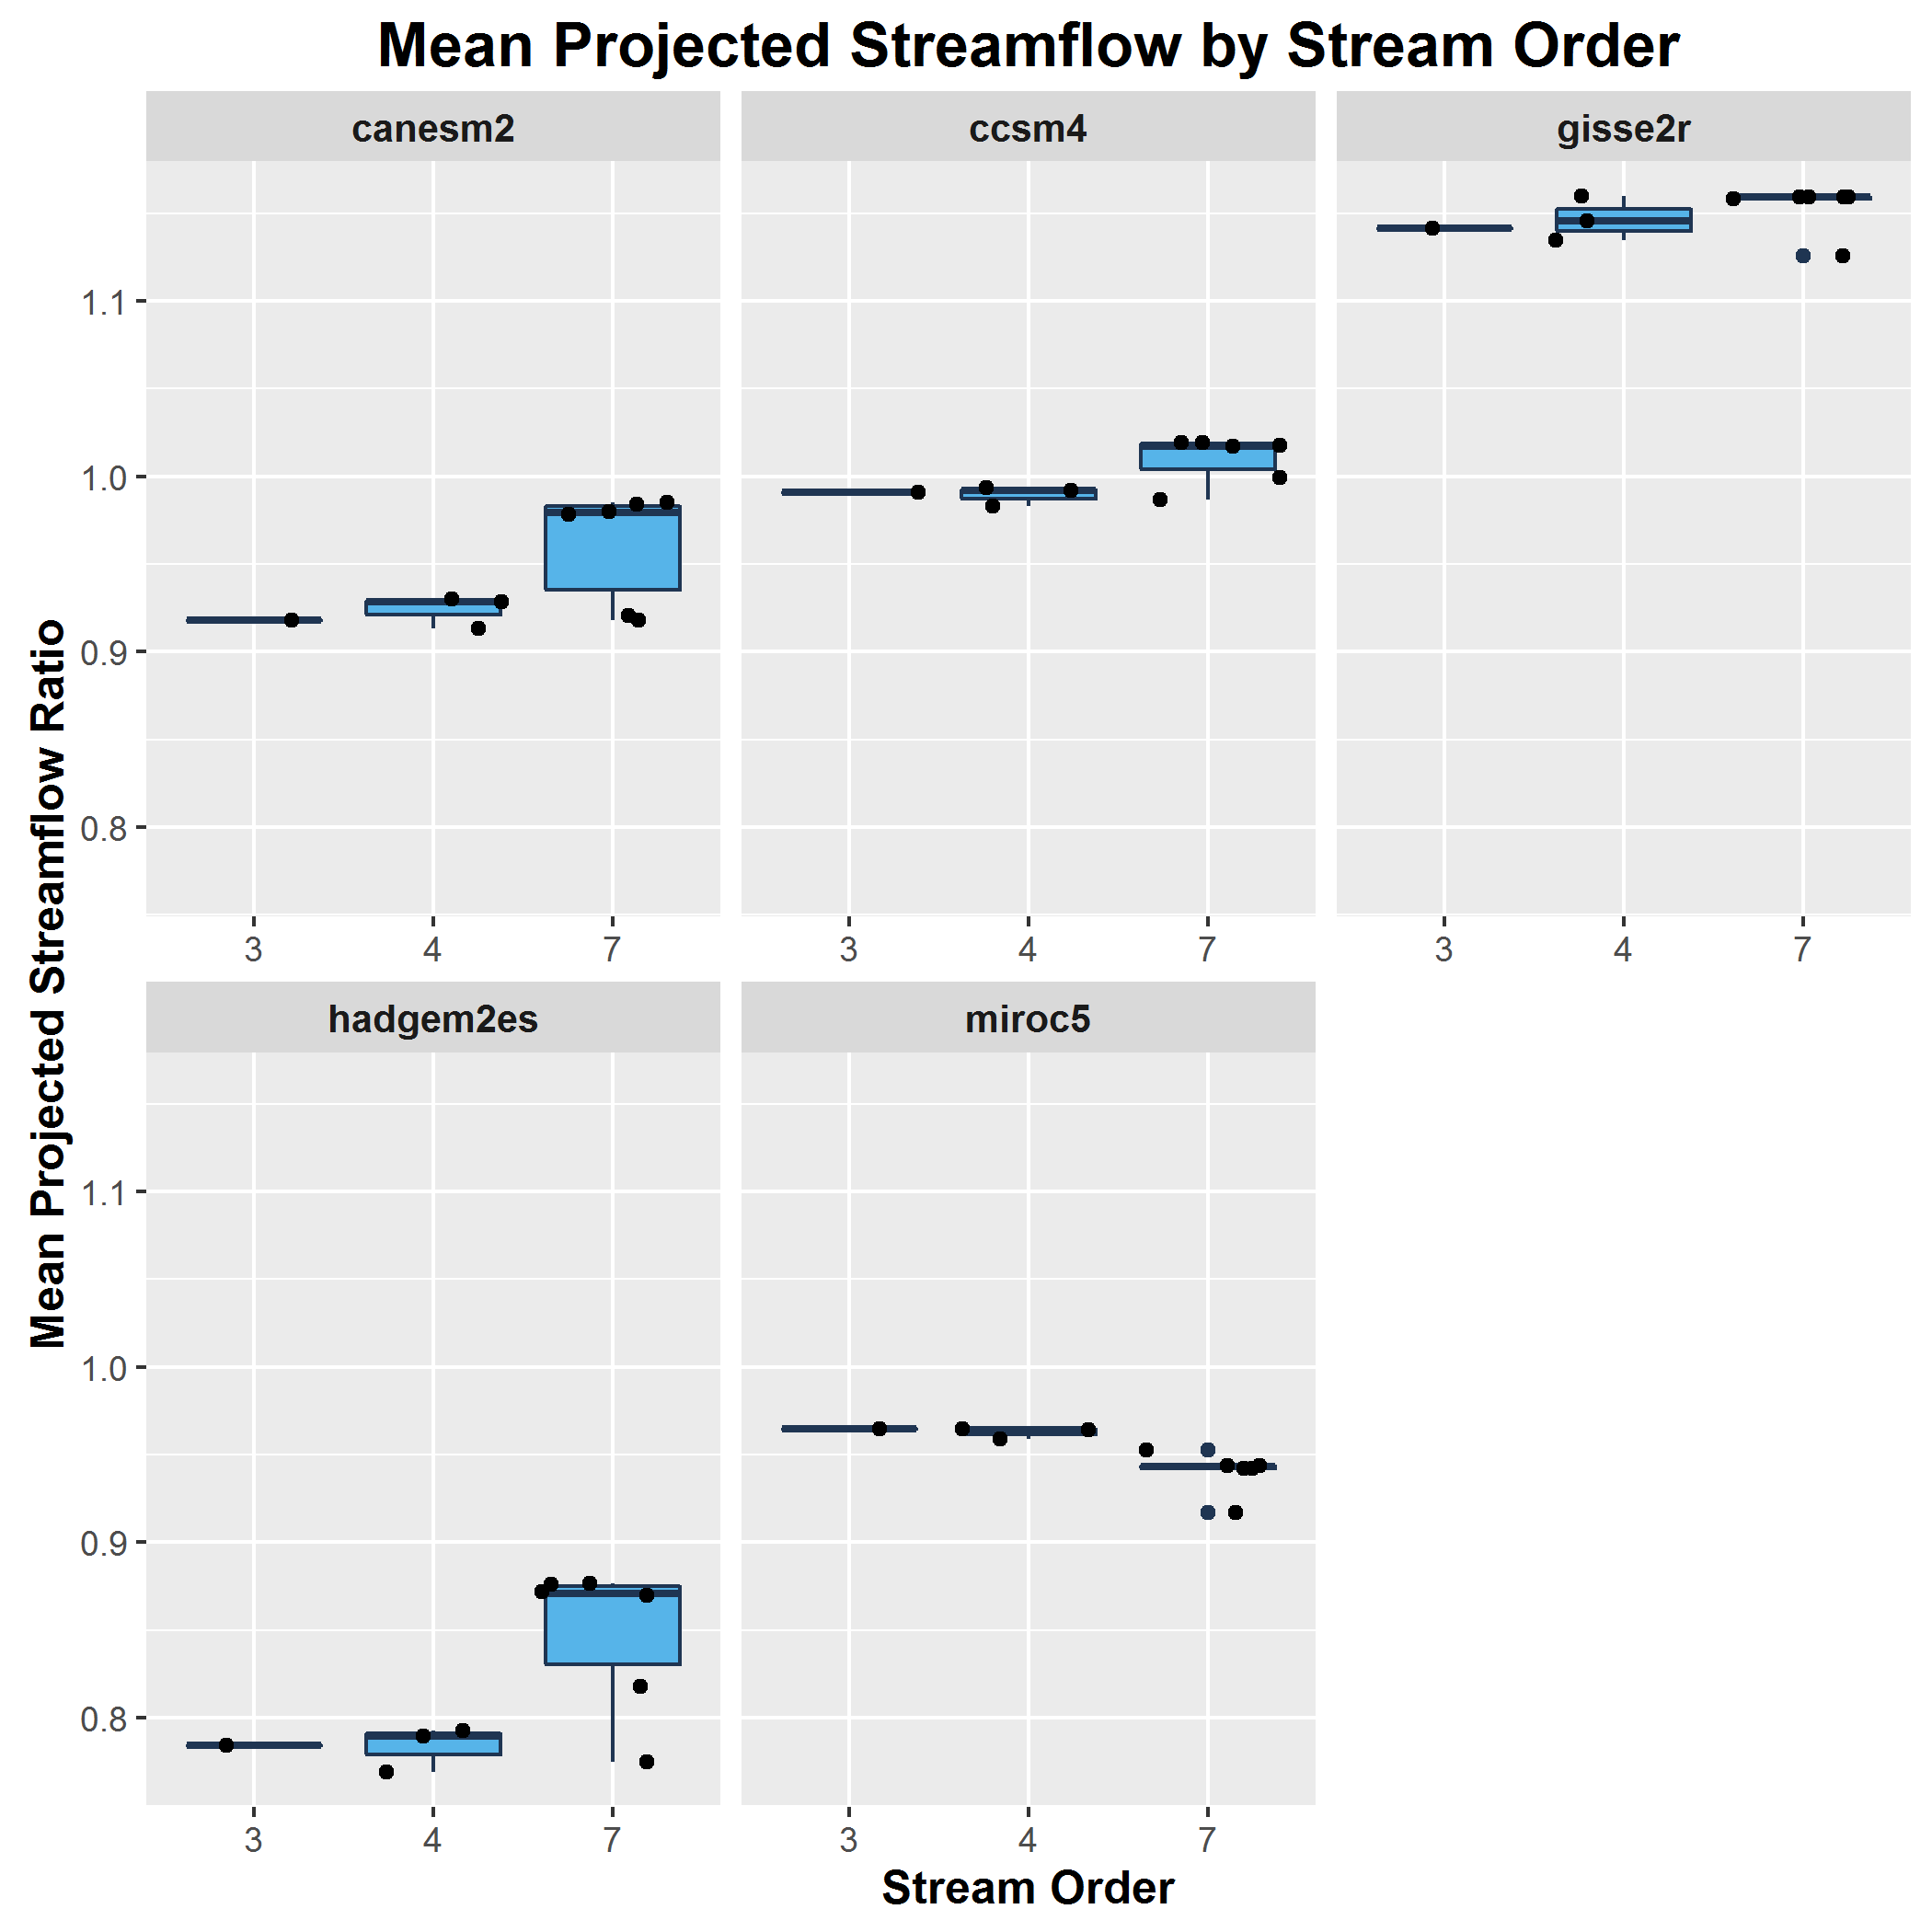 Mean Projected Streamflow by Stream Order
canesm2
ccsm4
gisse2r
Mean Projected Streamflow Ratio
1.1
1.0
0.9
0.8
3 4 7
3 4 7
3 4 7
hadgem2es
miroc5
1.1
1.0
0.9
0.8
3 4 7
3 4 7
Stream Order